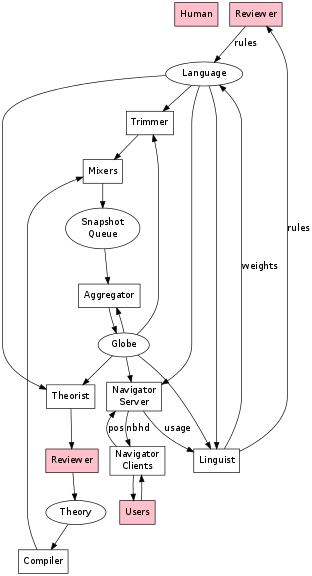 Human
Reviewer
rules
Language
Trimmer
Mixers
Snapshot
Queue
weights
rules
Aggregator
Globe
Theorist
Navigator
Server
pos
nbhd
usage
Reviewer
Navigator
Clients
Linguist
Theory
Users
Compiler